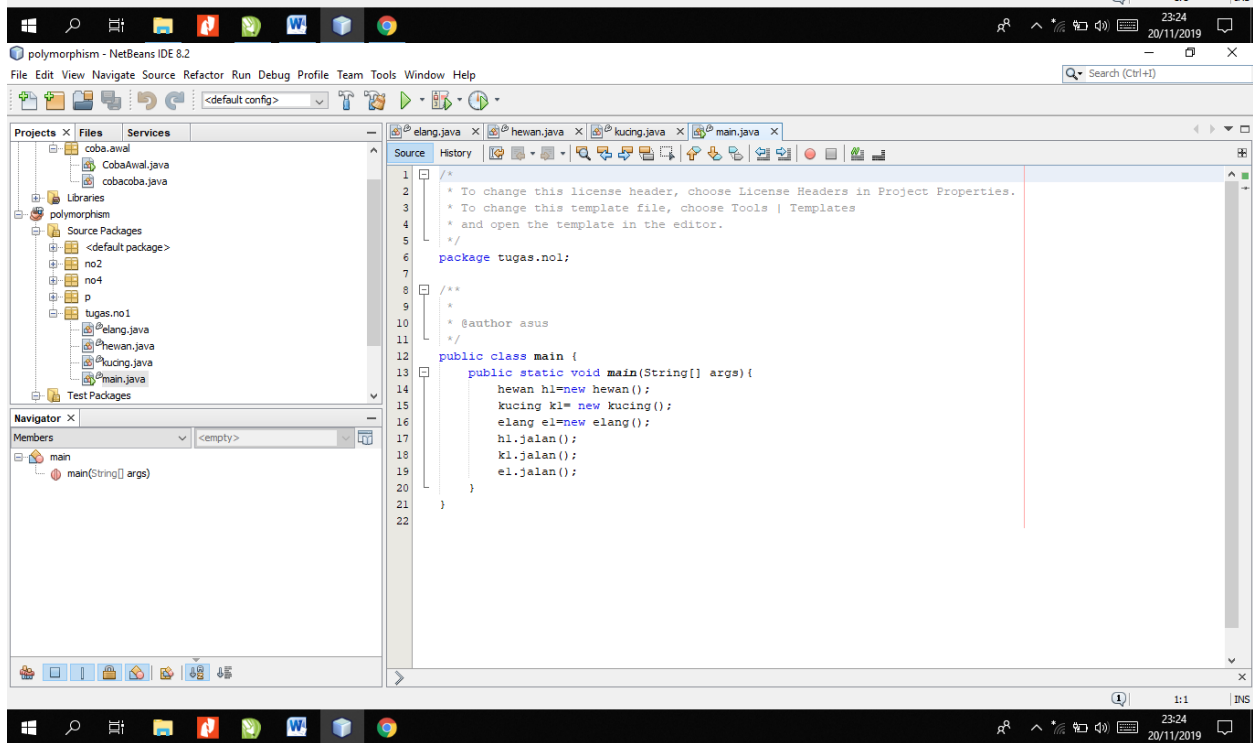 23:24
20/11/2019
polymorphism - NetBeans IDE 8.2
File Edit View Navigate Source Refactor Run Debug Profile Team Tools Window Help
Search (Ctrl+I)
<default config>
Projects Files Services
coba.awal
CobaAwal.java
cobacoba.java
Libraries
polymorphism
Source Packages
<default package>
no2
no4
p
tugas.no1
elang.java
hewan.java
kucing.java
main.java
Test Packages
Navigator
Members <empty>
main
main(String[] args)
elang.java hewan.java kucing.java main.java
Source History
1 /*
2 * To change this license header, choose License Headers in Project Properties.
3 * To change this template file, choose Tools | Templates
4 * and open the template in the editor.
5 */
6 package tugas.no1;
7
8 /**
9 *
10 * @author asus
11 */
12 public class main {
13 public static void main(String[] args){
14 hewan h1=new hewan();
15 kucing k1= new kucing();
16 elang e1=new elang();
17 h1.jalan();
18 k1.jalan();
19 e1.jalan();
20 }
21 }
22
1 1:1 INS
23:24
20/11/2019